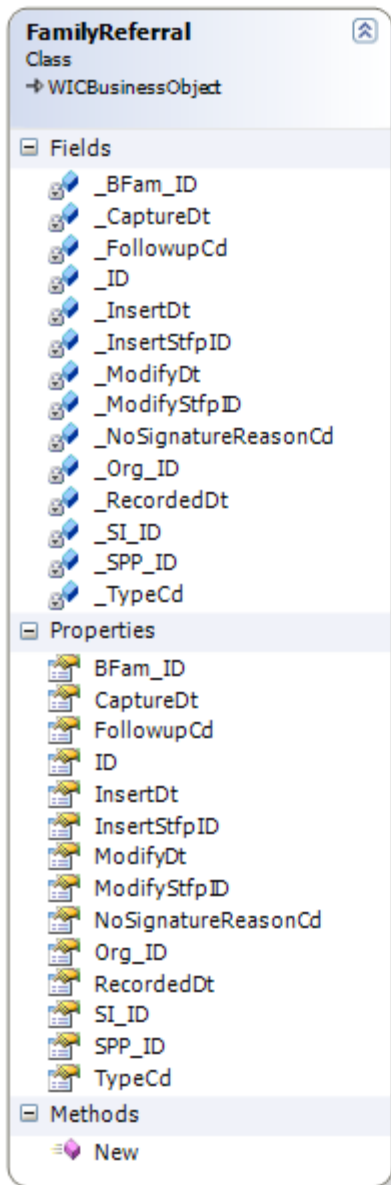 FamilyReferral
Class
WICBusinessObject
Fields
_BFam_ID
_CaptureDt
_FollowupCd
_ID
_InsertDt
_InsertStfpID
_ModifyDt
_ModifyStfpID
_NoSignatureReasonCd
_Org_ID
_RecordedDt
_SI_ID
_SPP_ID
_TypeCd
Properties
BFam_ID
CaptureDt
FollowupCd
ID
InsertDt
InsertStfpID
ModifyDt
ModifyStfpID
NoSignatureReasonCd
Org_ID
RecordedDt
SI_ID
SPP_ID
TypeCd
Methods
New